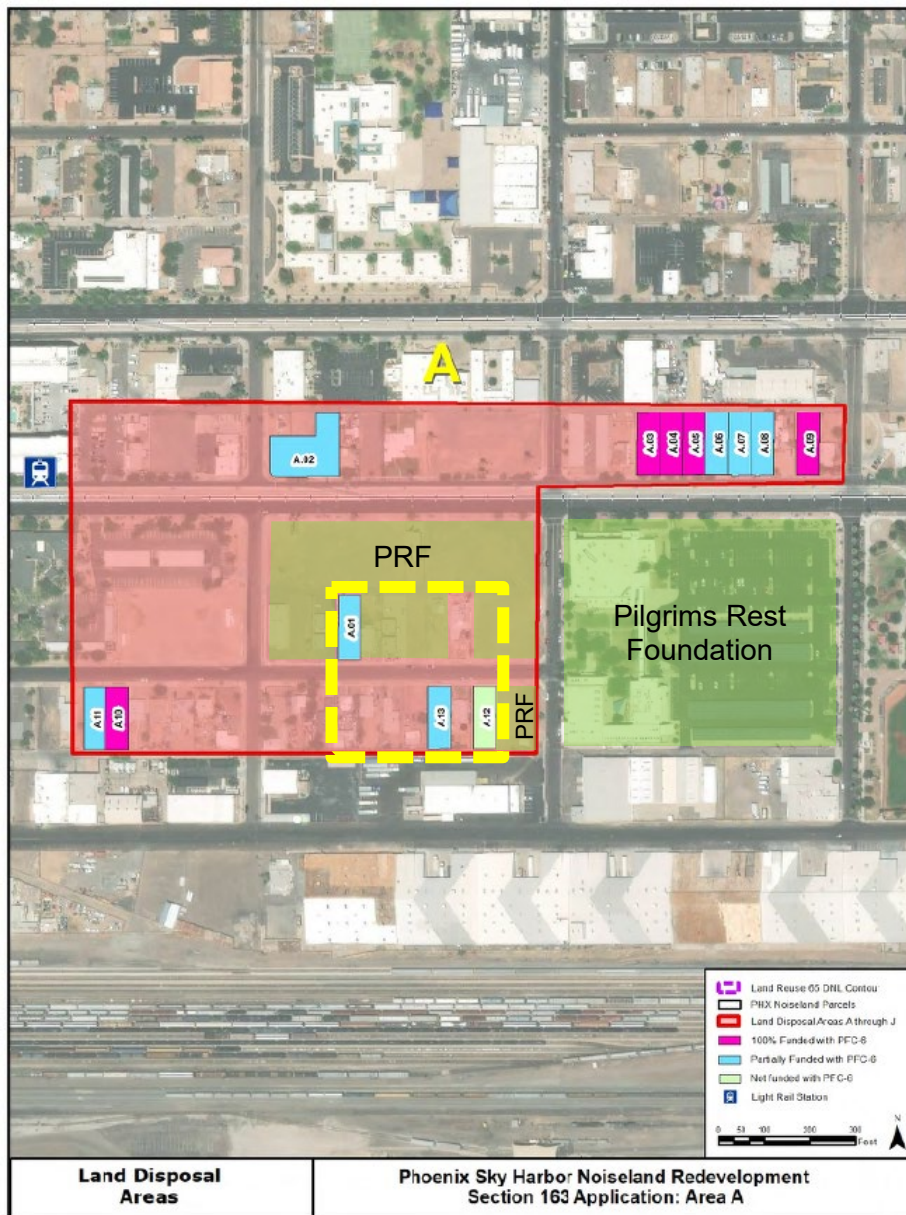 A
A.02
A.03
A.04
A.05
A.06
A.07
A.08
A.09
PRF
A.01
Pilgrims Rest
Foundation
A.11
A.10
A.13
A.12
PRF
Land Reuse 65 DNL Contour
PHX Noiseland Parcels
Land Disposal Areas A through J
100% Funded with PFC-6
Partially Funded with PFC-6
Not funded with PFC-6
Light Rail Station
N
0 50 100 200 300
Feet
Land Disposal
Areas
Phoenix Sky Harbor Noiseland Redevelopment
Section 163 Application: Area A